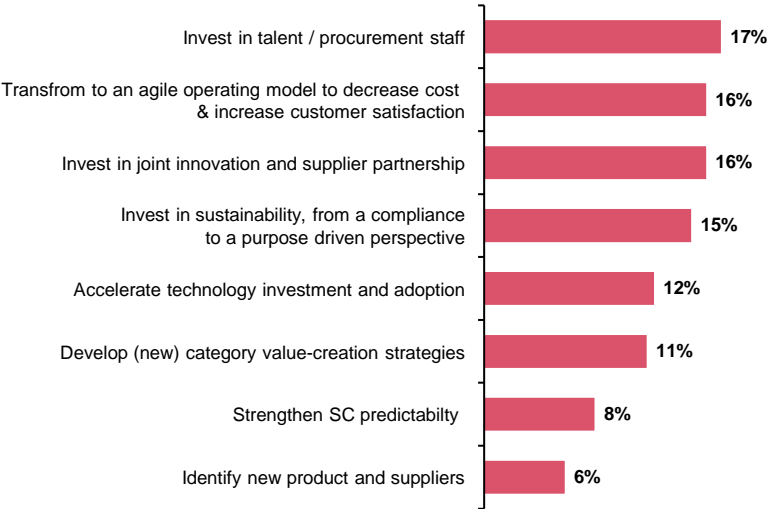 Invest in talent / procurement staff
17%
Transfrom to an agile operating model to decrease cost
& increase customer satisfaction
16%
Invest in joint innovation and supplier partnership
16%
Invest in sustainability, from a compliance
to a purpose driven perspective
15%
Accelerate technology investment and adoption
12%
Develop (new) category value-creation strategies
11%
Strengthen SC predictabilty
8%
Identify new product and suppliers
6%